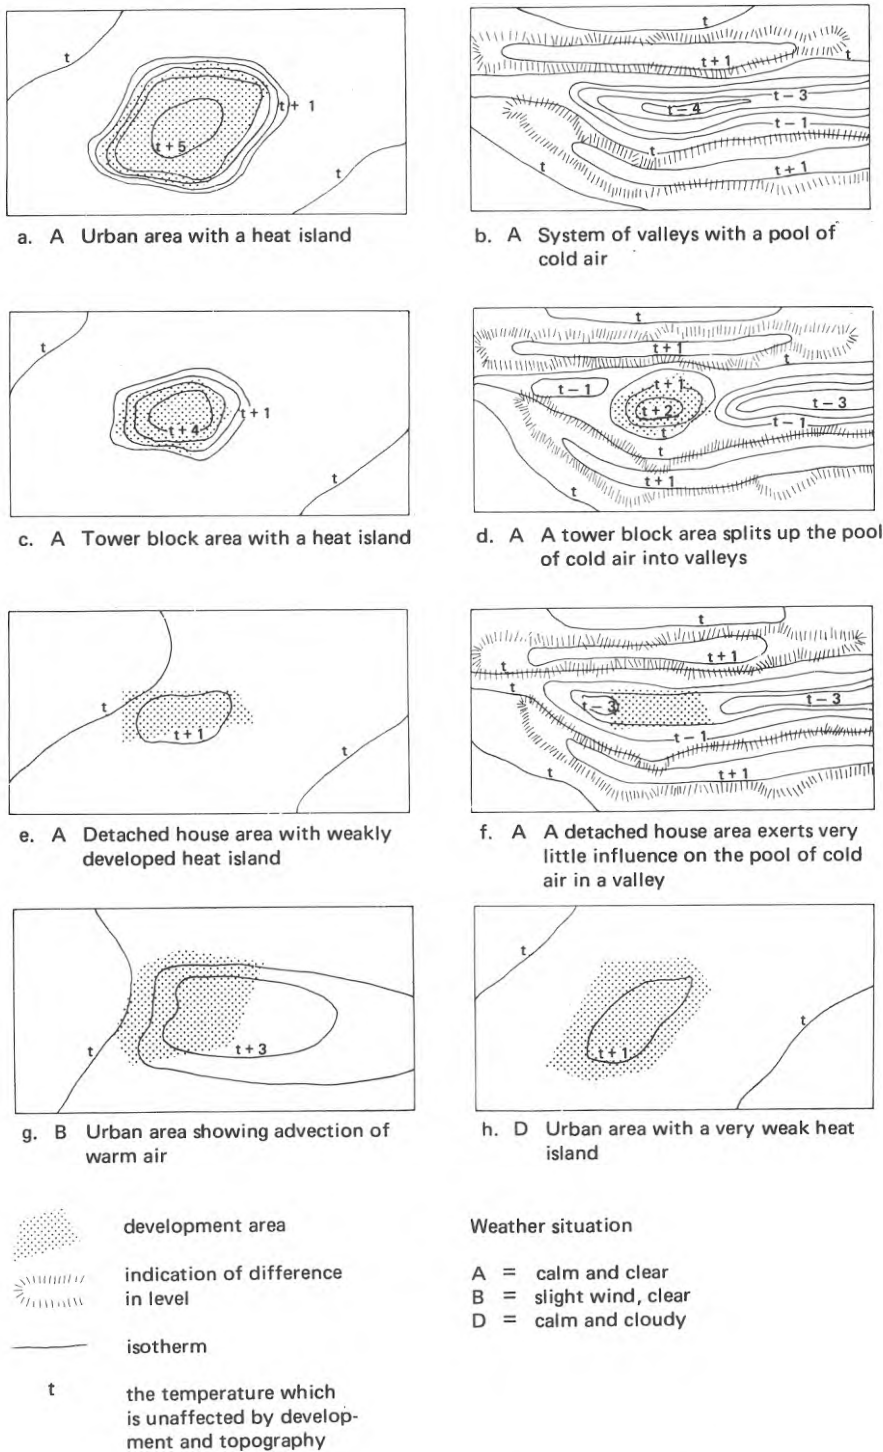 t
t + 1
t + 5
t
a. A Urban area with a heat island
t
t + 1
t
t − 3
t − 4
t − 1
t
t
t + 1
b. A System of valleys with a pool of
cold air
t
t + 1
t + 4
t
c. A Tower block area with a heat island
t
t + 1
t
t − 1
t + 1
t + 2
t − 3
t − 1
t
t
t + 1
t
d. A A tower block area splits up the pool
of cold air into valleys
t
t + 1
t
e. A Detached house area with weakly
developed heat island
t
t + 1
t
t
t − 3
t − 3
t − 1
t
t + 1
f. A A detached house area exerts very
little influence on the pool of cold
air in a valley
t
t + 3
g. B Urban area showing advection of
warm air
t
t
t + 1
h. D Urban area with a very weak heat
island
development area
indication of difference
in level
isotherm
t the temperature which
is unaffected by develop-
ment and topography
Weather situation
A = calm and clear
B = slight wind, clear
D = calm and cloudy